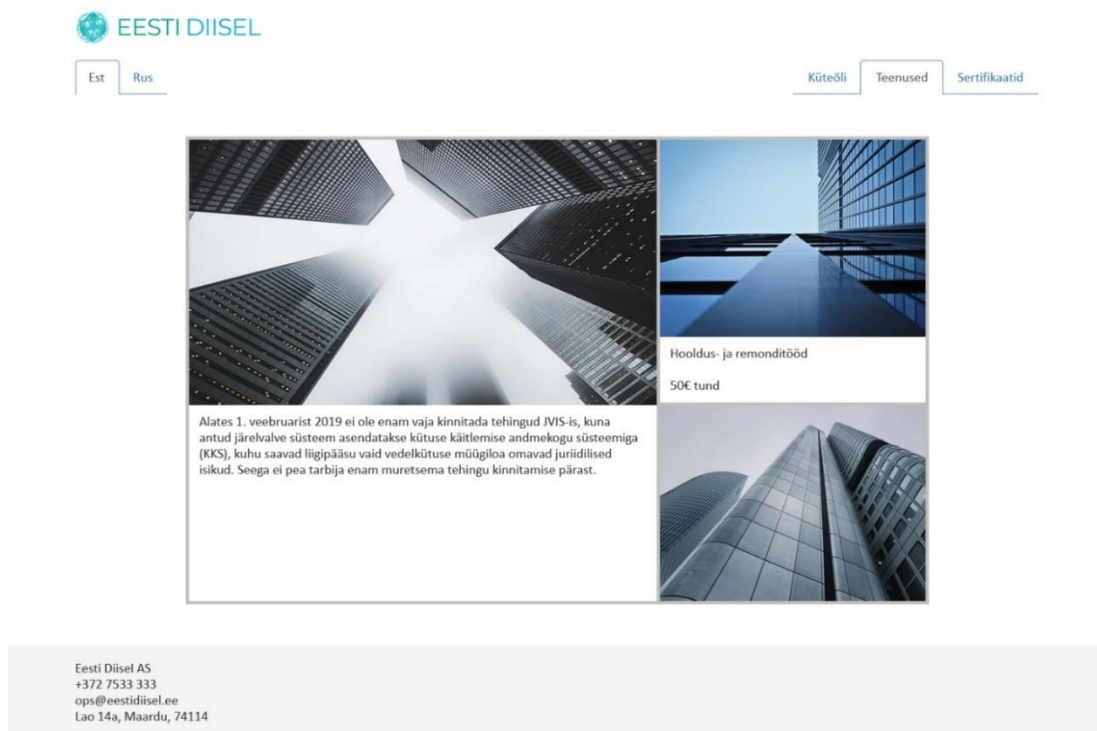 EESTI DIISEL
Est Rus
Küteõli Teenused Sertifikaatid
Alates 1. veebruarist 2019 ei ole enam vaja kinnitada tehingud JVIS-is, kuna
antud järelvalve süsteem asendatakse kütuse käitlemise andmekogu süsteemiga
(KKS), kuhu saavad liigipääsu vaid vedelkütuse müügiloa omavad juriidilised
isikud. Seega ei pea tarbija enam muretsema tehingu kinnitamise pärast.
Hooldus- ja remonditööd
50€ tund
Eesti Diisel AS
+372 7533 333
ops@eestidiisel.ee
Lao 14a, Maardu, 74114